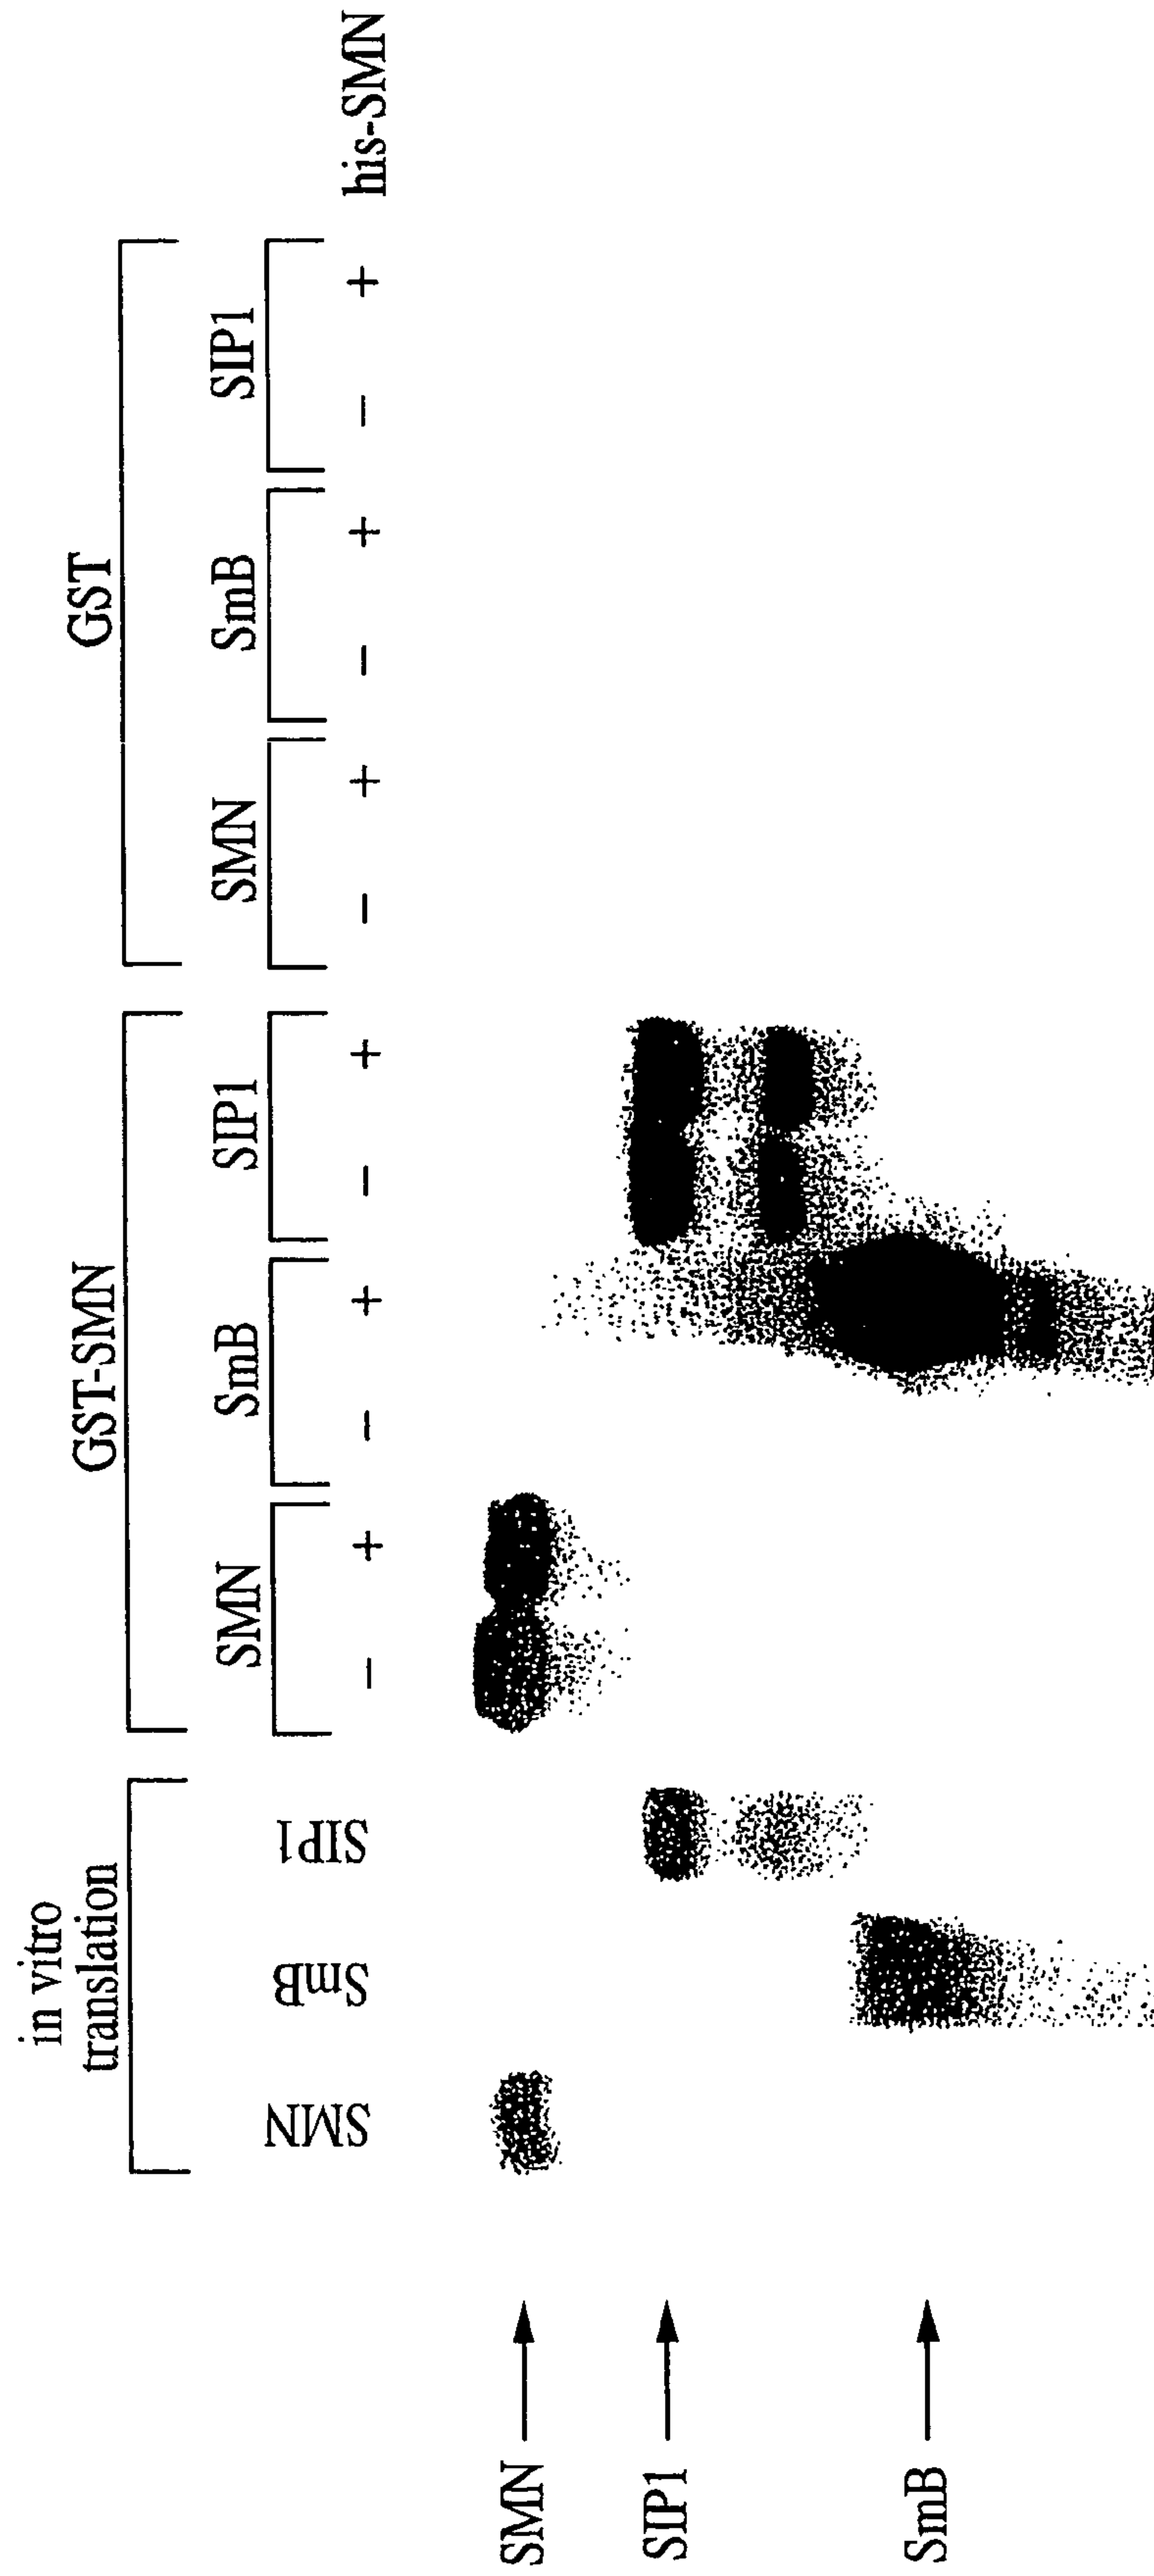 in vitro
translation
GST-SMN
GST
SMN SmB SIP1 SMN SmB SIP1 SMN SmB SIP1
− + − + − + − + − + − + his-SMN
SMN
SIP1
SmB